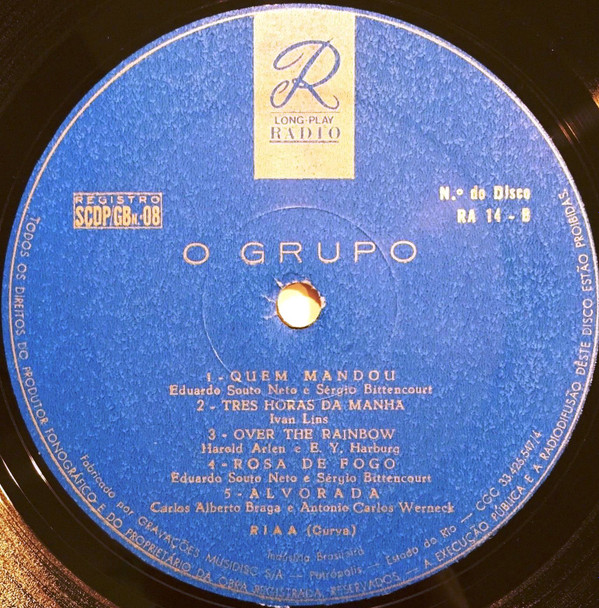 R
LONG-PLAY
RADIO
REGISTRO
SCDP/GB N.º 08
N.º do Disco
RA 14 - B
O GRUPO
1 - QUEM MANDOU
Eduardo Souto Neto e Sérgio Bittencourt
2 - TRES HORAS DA MANHA
Ivan Lins
3 - OVER THE RAINBOW
Harold Arlen e E. Y. Harburg
4 - ROSA DE FOGO
Eduardo Souto Neto e Sérgio Bittencourt
5 - ALVORADA
Carlos Alberto Braga e Antonio Carlos Werneck
RIAA (Curva)
Indústria Brasileira
Fabricado por GRAVAÇÕES MUSIDISC S/A — Petrópolis — Estado do Rio — CGC 33.425.547/4
TODOS OS DIREITOS DO PRODUTOR FONOGRÁFICO E DO PROPRIETÁRIO DA OBRA REGISTRADA RESERVADOS — A EXECUÇÃO PÚBLICA E A RADIODIFUSÃO DÊSTE DISCO ESTÃO PROIBIDAS.